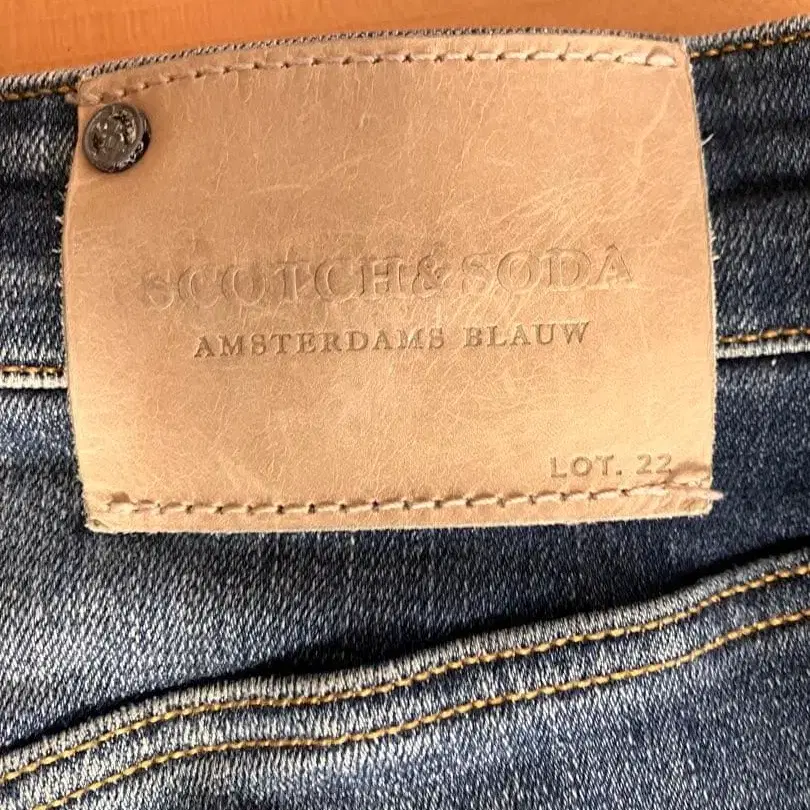 SCOTCH & SODA
AMSTERDAMS BLAUW
LOT. 22